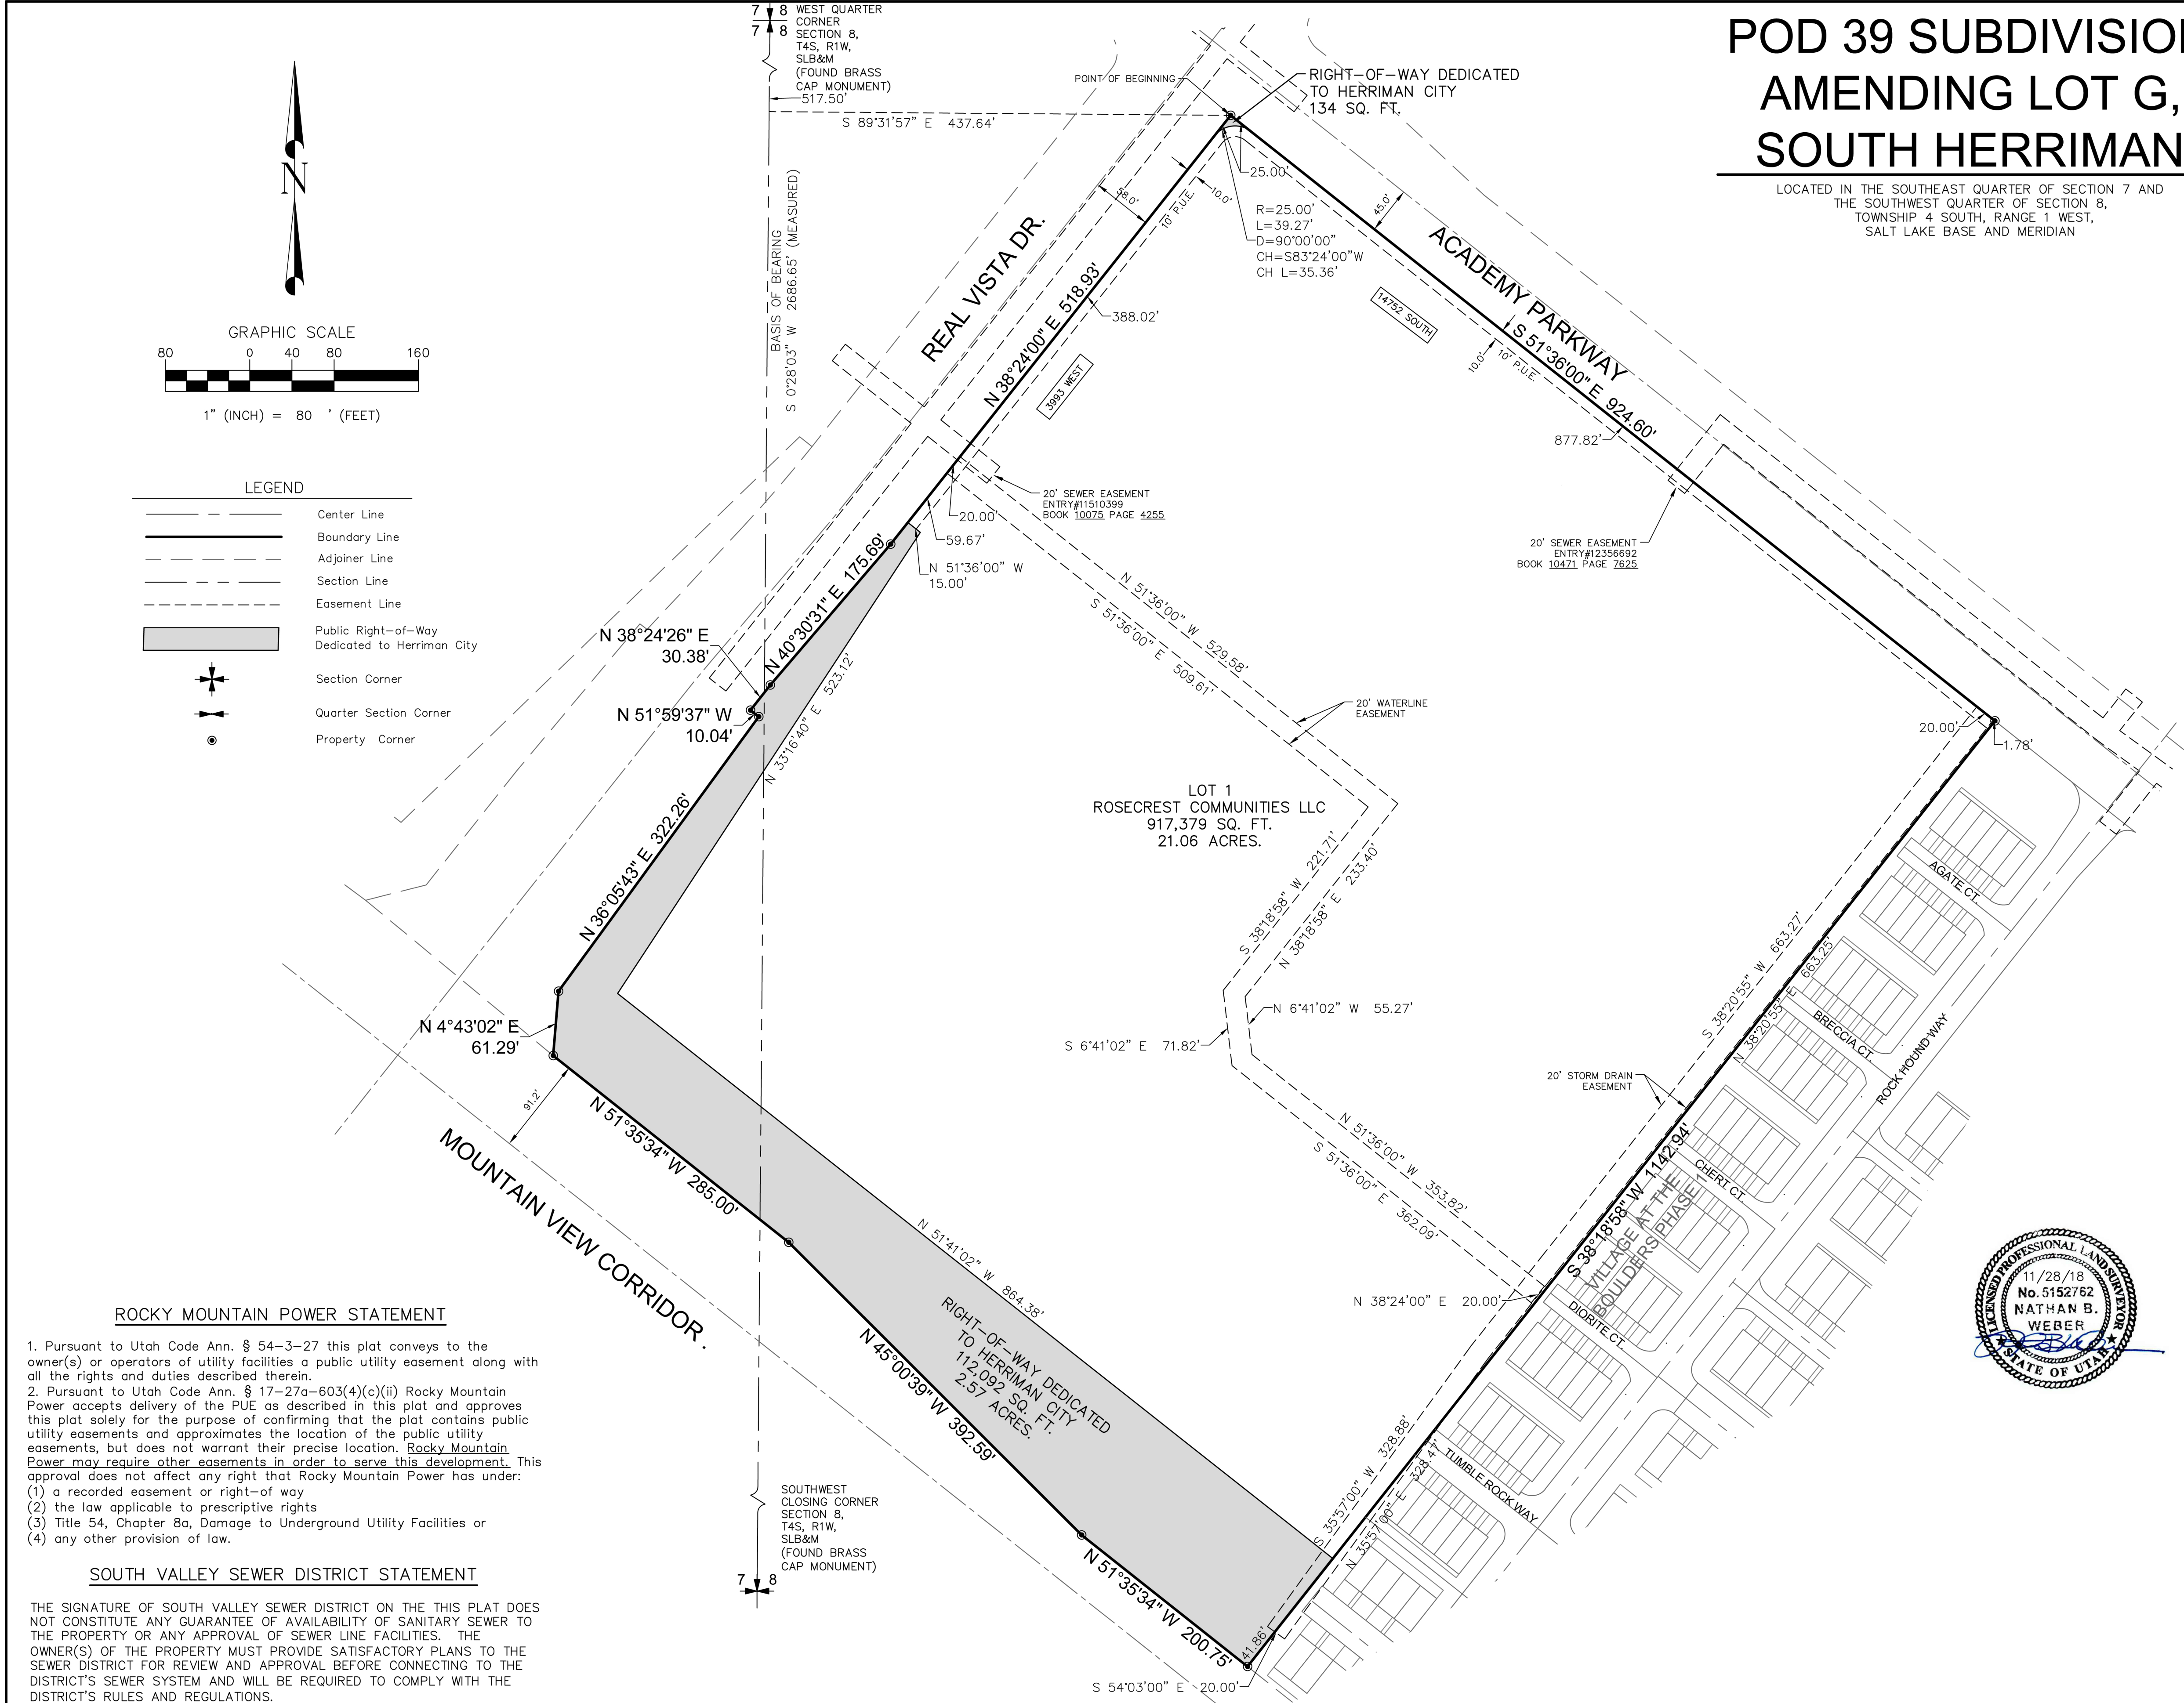 POD 39 SUBDIVISION
AMENDING LOT G,
SOUTH HERRIMAN
LOCATED IN THE SOUTHEAST QUARTER OF SECTION 7 AND
THE SOUTHWEST QUARTER OF SECTION 8,
TOWNSHIP 4 SOUTH, RANGE 1 WEST,
SALT LAKE BASE AND MERIDIAN
7 8
7 8
WEST QUARTER
CORNER
SECTION 8,
T4S, R1W,
SLB&M
(FOUND BRASS
CAP MONUMENT)
517.50'
S 89°31'57" E 437.64'
POINT OF BEGINNING
RIGHT-OF-WAY DEDICATED
TO HERRIMAN CITY
134 SQ. FT.
25.00'
R=25.00'
L=39.27'
D=90°00'00"
CH=S83°24'00"W
CH L=35.36'
N
GRAPHIC SCALE
80 0 40 80 160
1" (INCH) = 80 ' (FEET)
LEGEND
Center Line
Boundary Line
Adjoiner Line
Section Line
Easement Line
Public Right-of-Way
Dedicated to Herriman City
Section Corner
Quarter Section Corner
Property Corner
BASIS OF BEARING
S 0°28'03" W 2686.65' (MEASURED)
REAL VISTA DR.
58.0'
10.0'
10' P.U.E.
N 38°24'00" E 518.93'
388.02'
3993 WEST
ACADEMY PARKWAY
45.0'
14752 SOUTH
S 51°36'00" E 924.60'
10.0'
10' P.U.E.
877.82'
20' SEWER EASEMENT
ENTRY#11510399
BOOK 10075 PAGE 4255
20.00'
59.67'
N 51°36'00" W
15.00'
20' SEWER EASEMENT
ENTRY#12356692
BOOK 10471 PAGE 7625
N 40°30'31" E 175.69'
N 38°24'26" E
30.38'
N 51°59'37" W
10.04'
N 33°16'40" E 523.12'
N 36°05'43" E 322.26'
N 4°43'02" E
61.29'
N 51°36'00" W 529.58'
S 51°36'00" E 509.61'
20' WATERLINE
EASEMENT
20.00'
1.78'
LOT 1
ROSECREST COMMUNITIES LLC
917,379 SQ. FT.
21.06 ACRES.
S 38°18'58" W 221.71'
N 38°18'58" E 233.40'
N 6°41'02" W 55.27'
S 6°41'02" E 71.82'
N 51°36'00" W 353.82'
S 51°36'00" E 362.09'
20' STORM DRAIN
EASEMENT
S 38°20'55" W 663.27'
N 38°20'55" E 663.25'
S 38°18'58" W 1142.94'
VILLAGE AT THE
BOULDERS PHASE 1
AGATE CT.
BRECCIA CT.
ROCK HOUND WAY
CHERT CT.
DIORITE CT.
TUMBLE ROCK WAY
N 38°24'00" E 20.00'
91.2'
MOUNTAIN VIEW CORRIDOR.
N 51°35'34" W 285.00'
N 51°41'02" W 864.38'
RIGHT-OF-WAY DEDICATED
TO HERRIMAN CITY
112,092 SQ. FT.
2.57 ACRES.
N 45°00'39" W 392.59'
N 51°35'34" W 200.75'
S 35°57'00" W 328.88'
N 35°57'00" E 328.47'
41.86'
S 54°03'00" E 20.00'
SOUTHWEST
CLOSING CORNER
SECTION 8,
T4S, R1W,
SLB&M
(FOUND BRASS
CAP MONUMENT)
7 8
LICENSED PROFESSIONAL LAND SURVEYOR
11/28/18
No. 5152762
NATHAN B.
WEBER
STATE OF UTAH
ROCKY MOUNTAIN POWER STATEMENT
1. Pursuant to Utah Code Ann. § 54-3-27 this plat conveys to the
owner(s) or operators of utility facilities a public utility easement along with
all the rights and duties described therein.
2. Pursuant to Utah Code Ann. § 17-27a-603(4)(c)(ii) Rocky Mountain
Power accepts delivery of the PUE as described in this plat and approves
this plat solely for the purpose of confirming that the plat contains public
utility easements and approximates the location of the public utility
easements, but does not warrant their precise location. Rocky Mountain
Power may require other easements in order to serve this development. This
approval does not affect any right that Rocky Mountain Power has under:
(1) a recorded easement or right-of way
(2) the law applicable to prescriptive rights
(3) Title 54, Chapter 8a, Damage to Underground Utility Facilities or
(4) any other provision of law.
SOUTH VALLEY SEWER DISTRICT STATEMENT
THE SIGNATURE OF SOUTH VALLEY SEWER DISTRICT ON THE THIS PLAT DOES
NOT CONSTITUTE ANY GUARANTEE OF AVAILABILITY OF SANITARY SEWER TO
THE PROPERTY OR ANY APPROVAL OF SEWER LINE FACILITIES. THE
OWNER(S) OF THE PROPERTY MUST PROVIDE SATISFACTORY PLANS TO THE
SEWER DISTRICT FOR REVIEW AND APPROVAL BEFORE CONNECTING TO THE
DISTRICT'S SEWER SYSTEM AND WILL BE REQUIRED TO COMPLY WITH THE
DISTRICT'S RULES AND REGULATIONS.